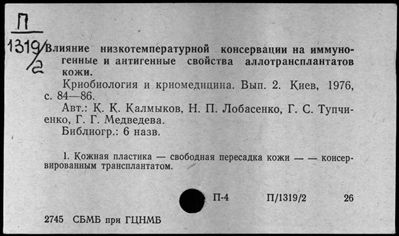 П
1319/2
Влияние низкотемпературной консервации на иммуно-
генные и антигенные свойства аллотрансплантатов
кожи.
Криобиология и криомедицина. Вып. 2. Киев, 1976,
с. 84—86.
Авт.: К. К. Калмыков, Н. П. Лобасенко, Г. С. Тупчи-
енко, Г. Г. Медведева.
Библиогр.: 6 назв.
1. Кожная пластика — свободная пересадка кожи — — консер-
вированным трансплантатом.
П-4 П/1319/2 26
2745 СБМБ при ГЦНМБ